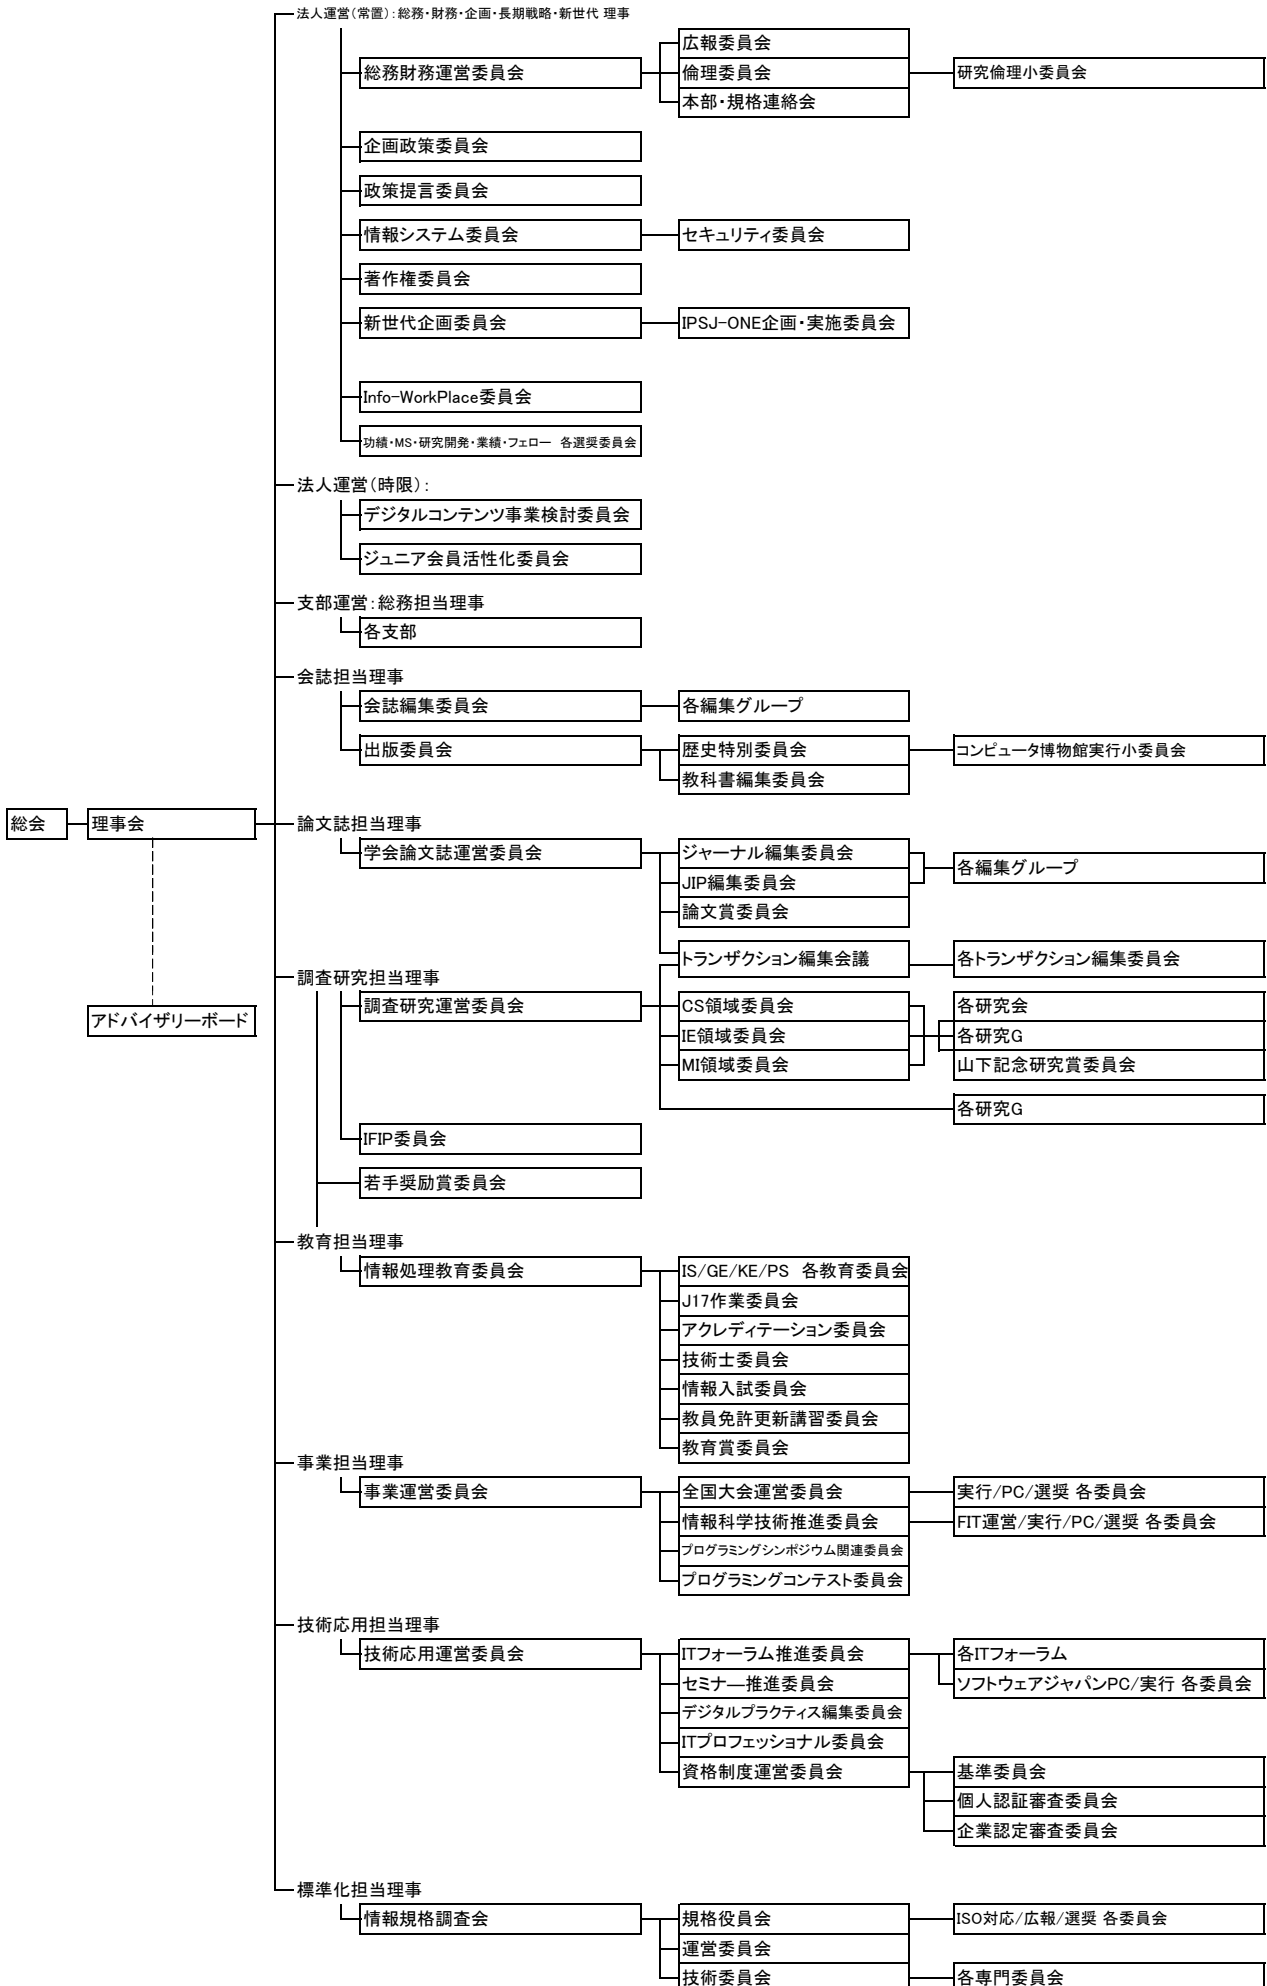 法人運営(常置):総務・財務・企画・長期戦略・新世代 理事
広報委員会
総務財務運営委員会
倫理委員会
研究倫理小委員会
本部・規格連絡会
企画政策委員会
政策提言委員会
情報システム委員会
セキュリティ委員会
著作権委員会
新世代企画委員会
IPSJ-ONE企画・実施委員会
Info-WorkPlace委員会
功績・MS・研究開発・業績・フェロー 各選奨委員会
法人運営(時限):
デジタルコンテンツ事業検討委員会
ジュニア会員活性化委員会
支部運営:総務担当理事
各支部
会誌担当理事
会誌編集委員会
各編集グループ
出版委員会
歴史特別委員会
コンピュータ博物館実行小委員会
教科書編集委員会
総会
理事会
論文誌担当理事
学会論文誌運営委員会
ジャーナル編集委員会
各編集グループ
JIP編集委員会
論文賞委員会
トランザクション編集会議
各トランザクション編集委員会
調査研究担当理事
アドバイザリーボード
調査研究運営委員会
CS領域委員会
各研究会
IE領域委員会
各研究G
MI領域委員会
山下記念研究賞委員会
各研究G
IFIP委員会
若手奨励賞委員会
教育担当理事
情報処理教育委員会
IS/GE/KE/PS 各教育委員会
J17作業委員会
アクレディテーション委員会
技術士委員会
情報入試委員会
教員免許更新講習委員会
教育賞委員会
事業担当理事
事業運営委員会
全国大会運営委員会
実行/PC/選奨 各委員会
情報科学技術推進委員会
FIT運営/実行/PC/選奨 各委員会
プログラミングシンポジウム関連委員会
プログラミングコンテスト委員会
技術応用担当理事
技術応用運営委員会
ITフォーラム推進委員会
各ITフォーラム
セミナ―推進委員会
ソフトウェアジャパンPC/実行 各委員会
デジタルプラクティス編集委員会
ITプロフェッショナル委員会
資格制度運営委員会
基準委員会
個人認証審査委員会
企業認定審査委員会
標準化担当理事
情報規格調査会
規格役員会
ISO対応/広報/選奨 各委員会
運営委員会
技術委員会
各専門委員会